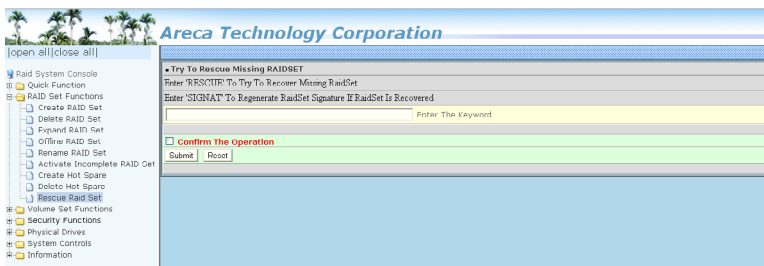 Areca Technology Corporation
|open all|close all|
Raid System Console
Quick Function
RAID Set Functions
Create RAID Set
Delete RAID Set
Expand RAID Set
Offline RAID Set
Rename RAID Set
Activate Incomplete RAID Set
Create Hot Spare
Delete Hot Spare
Rescue Raid Set
Volume Set Functions
Security Functions
Physical Drives
System Controls
Information
Try To Rescue Missing RAIDSET
Enter 'RESCUE' To Try To Recover Missing RaidSet
Enter 'SIGNAT' To Regenerate RaidSet Signature If RaidSet Is Recovered
Enter The Keyword
Confirm The Operation
Submit Reset